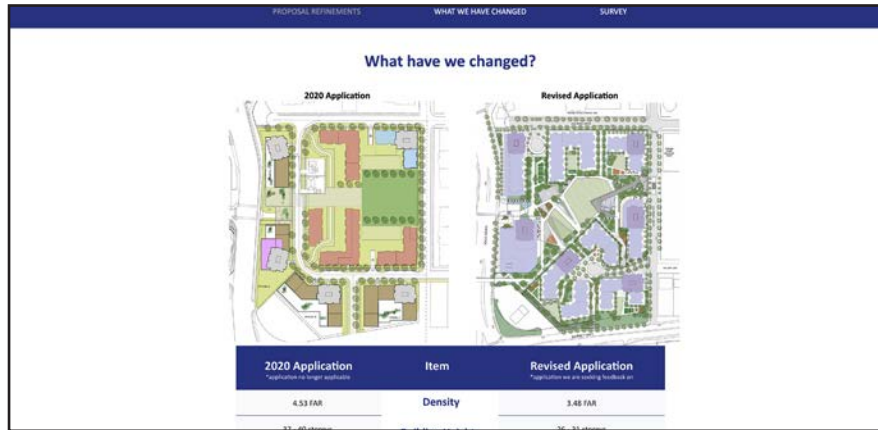 PROPOSAL REFINEMENTS
WHAT WE HAVE CHANGED
SURVEY
What have we changed?
2020 Application
Revised Application
2020 Application
*application no longer applicable
Item
Revised Application
*application we are seeking feedback on
4.53 FAR
Density
3.48 FAR